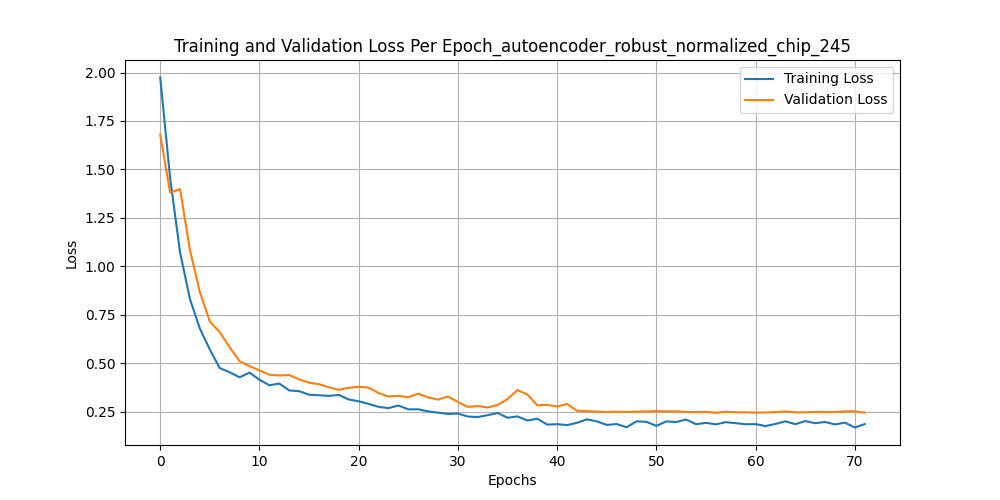 Training and Validation Loss Per Epoch_autoencoder_robust_normalized_chip_245
Training Loss
Validation Loss
Loss
2.00
1.75
1.50
1.25
1.00
0.75
0.50
0.25
0 10 20 30 40 50 60 70
Epochs